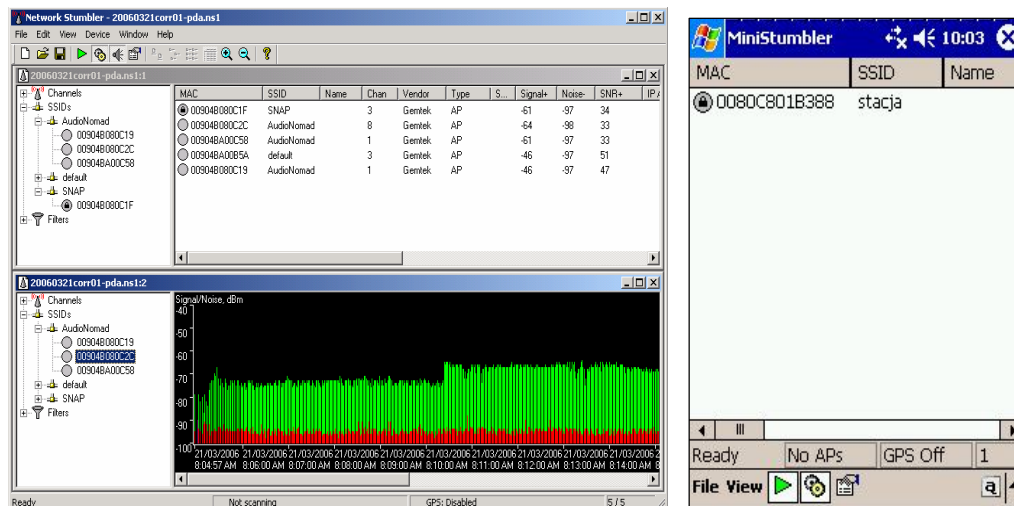 Network Stumbler - 20060321corr01-pda.ns1
File Edit View Device Window Help
20060321corr01-pda.ns1:1
Channels
SSIDs
AudioNomad
00904B080C19
00904B080C2C
00904BA00C58
default
SNAP
00904B080C1F
Filters
MAC SSID Name Chan Vendor Type S... Signal+ Noise- SNR+ IP A
00904B080C1F SNAP 3 Gemtek AP -61 -97 34
00904B080C2C AudioNomad 8 Gemtek AP -64 -98 33
00904BA00C58 AudioNomad 1 Gemtek AP -61 -97 33
00904BA00B5A default 3 Gemtek AP -46 -97 51
00904B080C19 AudioNomad 1 Gemtek AP -46 -97 47
20060321corr01-pda.ns1:2
Channels
SSIDs
AudioNomad
00904B080C19
00904B080C2C
00904BA00C58
default
SNAP
Filters
Signal/Noise, dBm
-40
-50
-60
-70
-80
-90
-100
21/03/2006 21/03/2006 21/03/2006 21/03/2006 21/03/2006 21/03/2006 21/03/2006 21/03/2006 21/03/2006 21/03/2006 2
8:04:57 AM 8:06:00 AM 8:07:00 AM 8:08:00 AM 8:09:00 AM 8:10:00 AM 8:11:00 AM 8:12:00 AM 8:13:00 AM 8:14:00 AM 8
Ready Not scanning GPS: Disabled 5 / 5
MiniStumbler 10:03
MAC SSID Name
0080C801B388 stacja
Ready No APs GPS Off 1
File View a